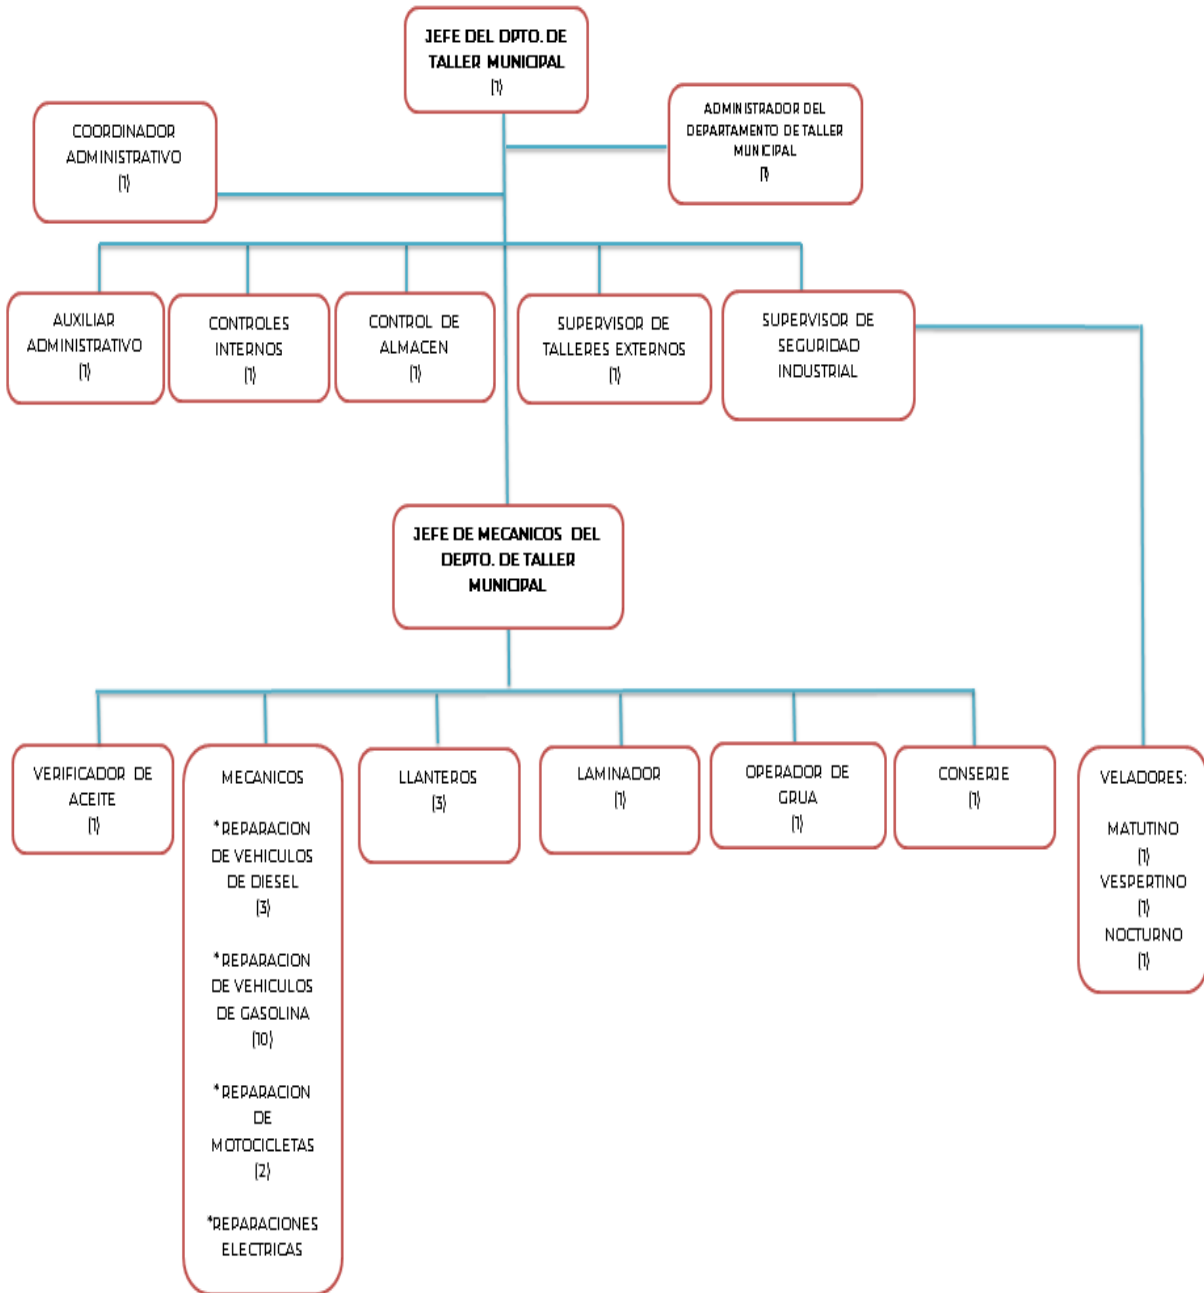 JEFE DEL DPTO. DE
TALLER MUNICIPAL
(1)
ADMINISTRADOR DEL
DEPARTAMENTO DE TALLER
MUNICIPAL
(1)
COORDINADOR
ADMINISTRATIVO
(1)
AUXILIAR
ADMINISTRATIVO
(1)
CONTROLES
INTERNOS
(1)
CONTROL DE
ALMACEN
(1)
SUPERVISOR DE
TALLERES EXTERNOS
(1)
SUPERVISOR DE
SEGURIDAD
INDUSTRIAL
JEFE DE MECANICOS DEL
DEPTO. DE TALLER
MUNICIPAL
VERIFICADOR DE
ACEITE
(1)
MECANICOS
*REPARACION
DE VEHICULOS
DE DIESEL
(3)
*REPARACION
DE VEHICULOS
DE GASOLINA
(10)
*REPARACION
DE
MOTOCICLETAS
(2)
*REPARACIONES
ELECTRICAS
LLANTEROS
(3)
LAMINADOR
(1)
OPERADOR DE
GRUA
(1)
CONSERJE
(1)
VELADORES:
MATUTINO
(1)
VESPERTINO
(1)
NOCTURNO
(1)